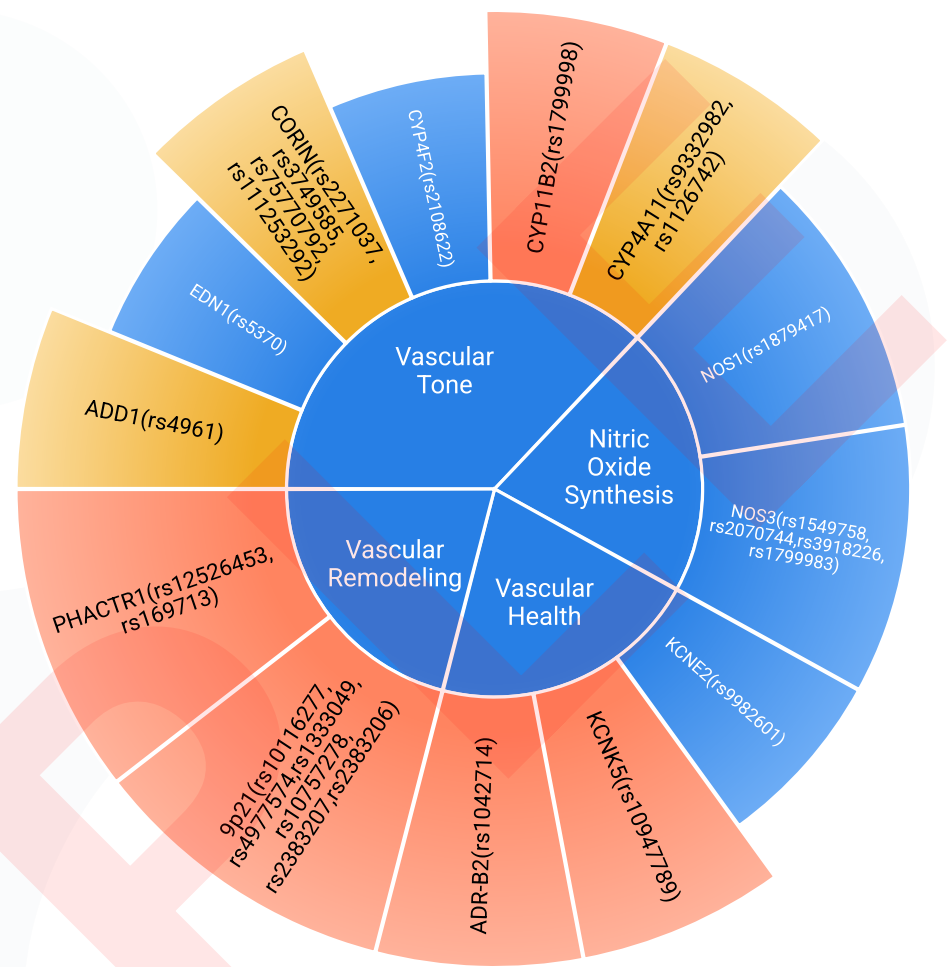 CYP11B2(rs1799998)
CYP4A11(rs9332982,
rs1126742)
NOS1(rs1879417)
NOS3(rs1549758,
rs2070744,rs3918226,
rs1799983)
KCNE2(rs9982601)
KCNK5(rs10947789)
ADR-B2(rs1042714)
9p21(rs10116277,
rs4977574,rs1333049,
rs10757278,
rs2383207,rs2383206)
PHACTR1(rs12526453,
rs169713)
ADD1(rs4961)
EDN1(rs5370)
CORIN(rs2271037,
rs3749585,
rs75770792,
rs111253292)
CYP4F2(rs2108622)
Vascular
Tone
Nitric
Oxide
Synthesis
Vascular
Health
Vascular
Remodeling